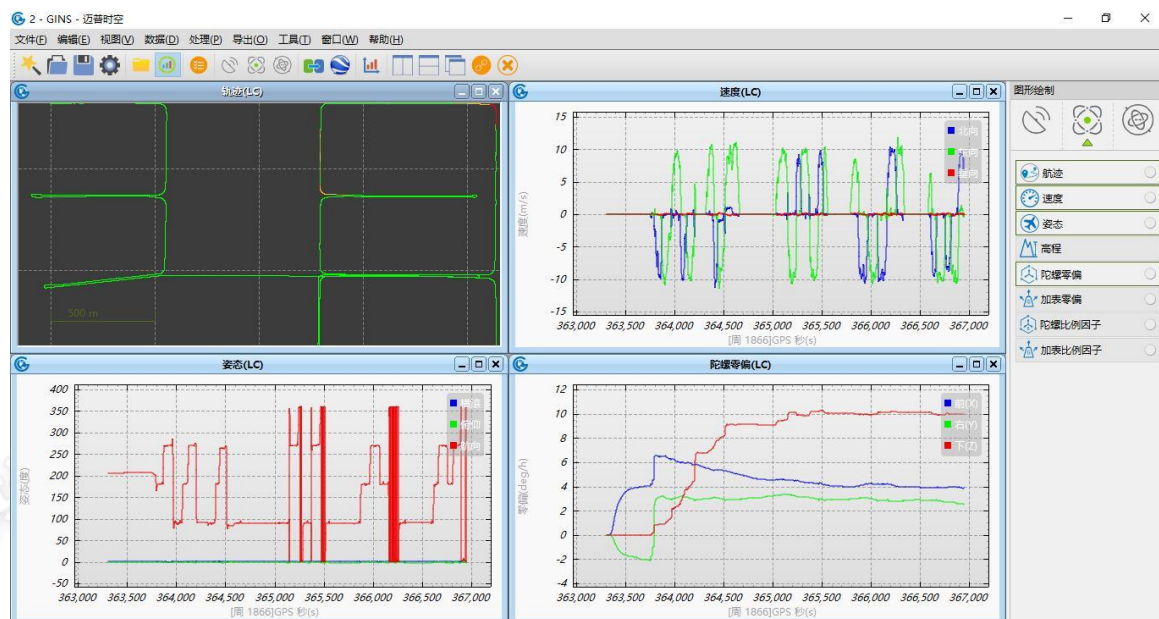 2 - GINS - 迈普时空
文件(F) 编辑(E) 视图(V) 数据(D) 处理(P) 导出(O) 工具(T) 窗口(W) 帮助(H)
轨迹(LC)
500 m
速度(LC)
15
10
5
0
-5
-10
-15
速度(m/s)
北向
东向
垂向
363,000 363,500 364,000 364,500 365,000 365,500 366,000 366,500 367,000
[周 1866]GPS 秒(s)
姿态(LC)
400
350
300
250
200
150
100
50
0
-50
姿态(度)
横滚
俯仰
航向
363,000 363,500 364,000 364,500 365,000 365,500 366,000 366,500 367,000
[周 1866]GPS 秒(s)
陀螺零偏(LC)
12
10
8
6
4
2
0
-2
-4
零偏(deg/h)
前(X)
右(Y)
下(Z)
363,000 363,500 364,000 364,500 365,000 365,500 366,000 366,500 367,000
[周 1866]GPS 秒(s)
图形绘制
航迹
速度
姿态
高程
陀螺零偏
加表零偏
陀螺比例因子
加表比例因子